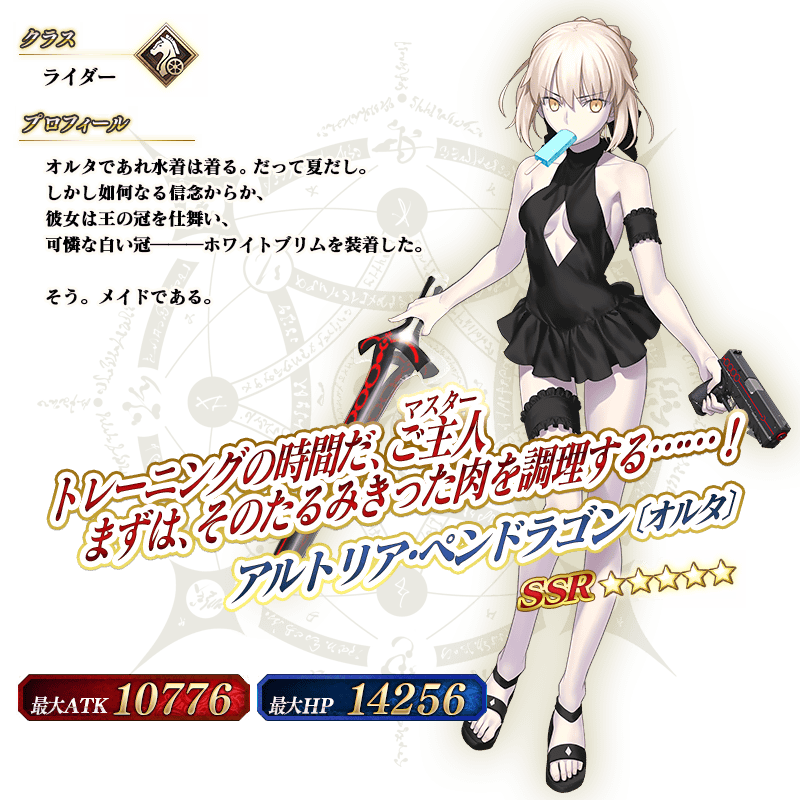 クラス
ライダー
プロフィール
オルタであれ水着は着る。だって夏だし。
しかし如何なる信念からか、
彼女は王の冠を仕舞い、
可憐な白い冠───ホワイトブリムを装着した。
そう。メイドである。
マスター
トレーニングの時間だ、ご主人
まずは、そのたるみきった肉を調理する……！
アルトリア・ペンドラゴン〔オルタ〕
SSR ☆☆☆☆☆
最大ATK 10776
最大HP 14256